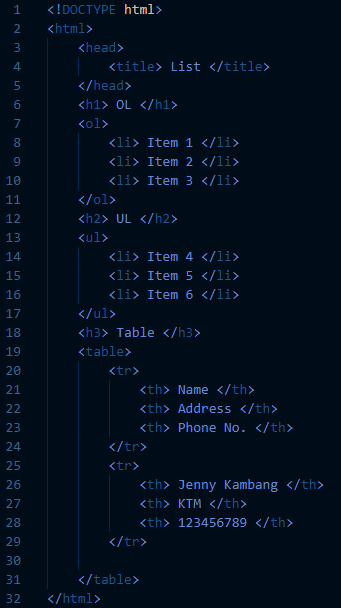 1 <!DOCTYPE html>
2 <html>
3     <head>
4         <title> List </title>
5     </head>
6     <h1> OL </h1>
7     <ol>
8         <li> Item 1 </li>
9         <li> Item 2 </li>
10         <li> Item 3 </li>
11     </ol>
12     <h2> UL </h2>
13     <ul>
14         <li> Item 4 </li>
15         <li> Item 5 </li>
16         <li> Item 6 </li>
17     </ul>
18     <h3> Table </h3>
19     <table>
20         <tr>
21             <th> Name </th>
22             <th> Address </th>
23             <th> Phone No. </th>
24         </tr>
25         <tr>
26             <th> Jenny Kambang </th>
27             <th> KTM </th>
28             <th> 123456789 </th>
29         </tr>
30
31     </table>
32 </html>